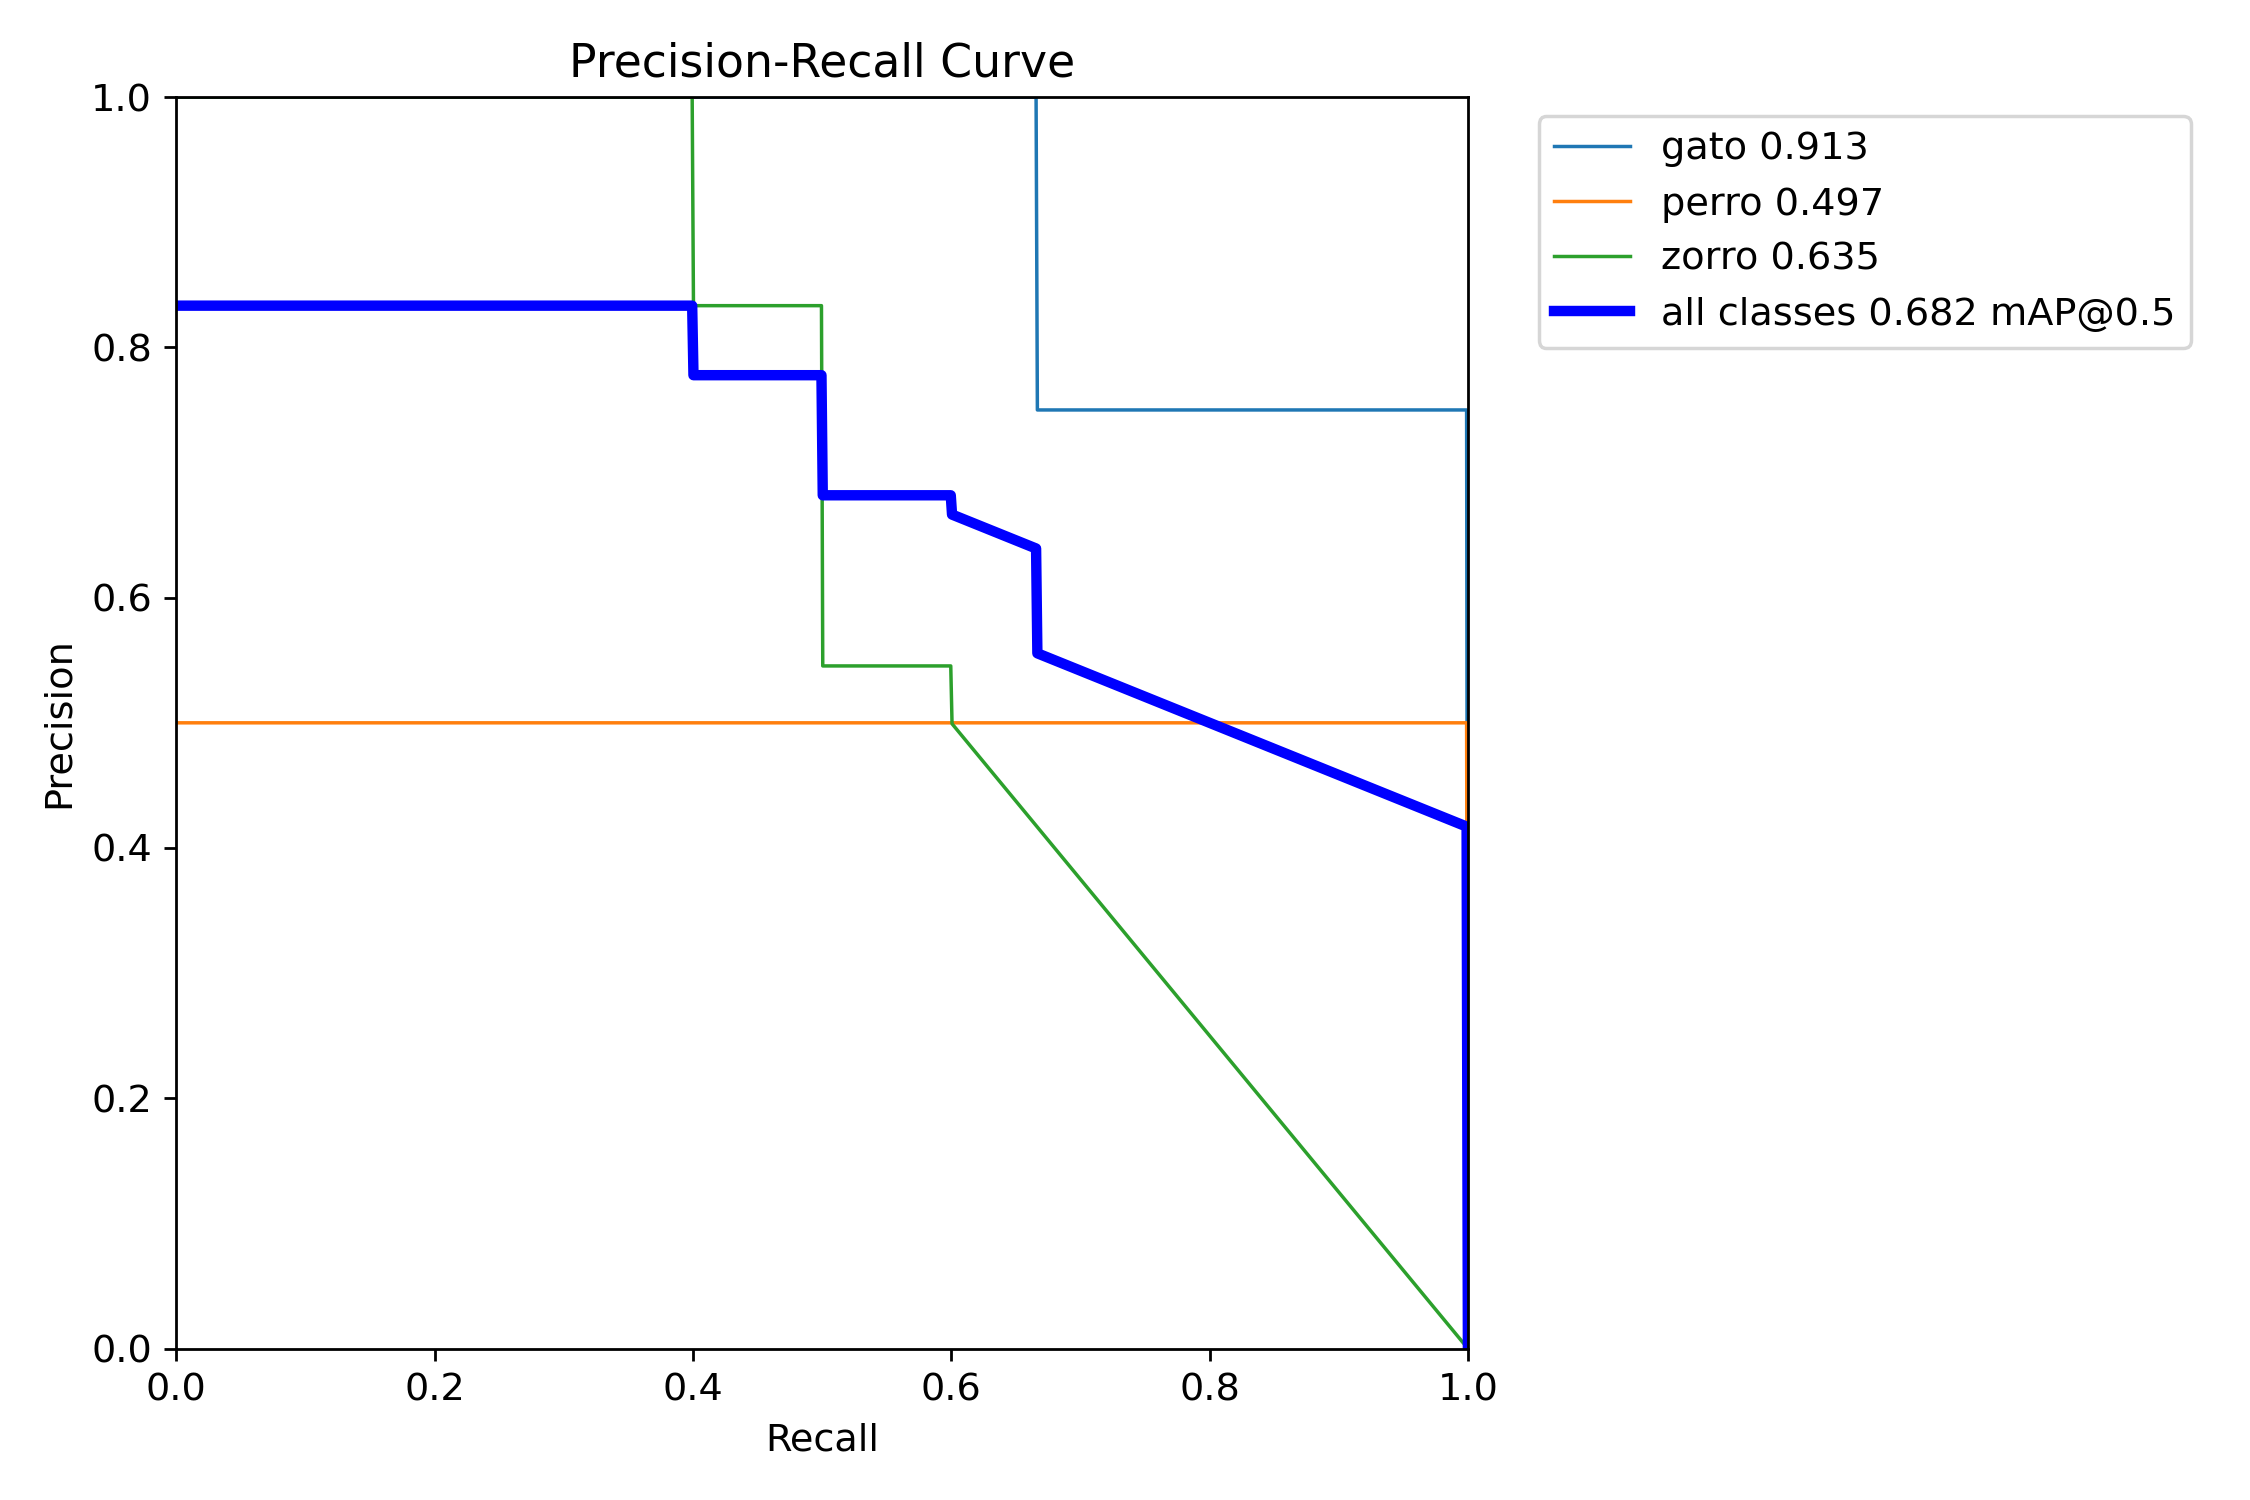 Precision-Recall Curve
1.0
0.8
0.6
0.4
0.2
0.0
Precision
0.0 0.2 0.4 0.6 0.8 1.0
Recall
gato 0.913
perro 0.497
zorro 0.635
all classes 0.682 mAP@0.5